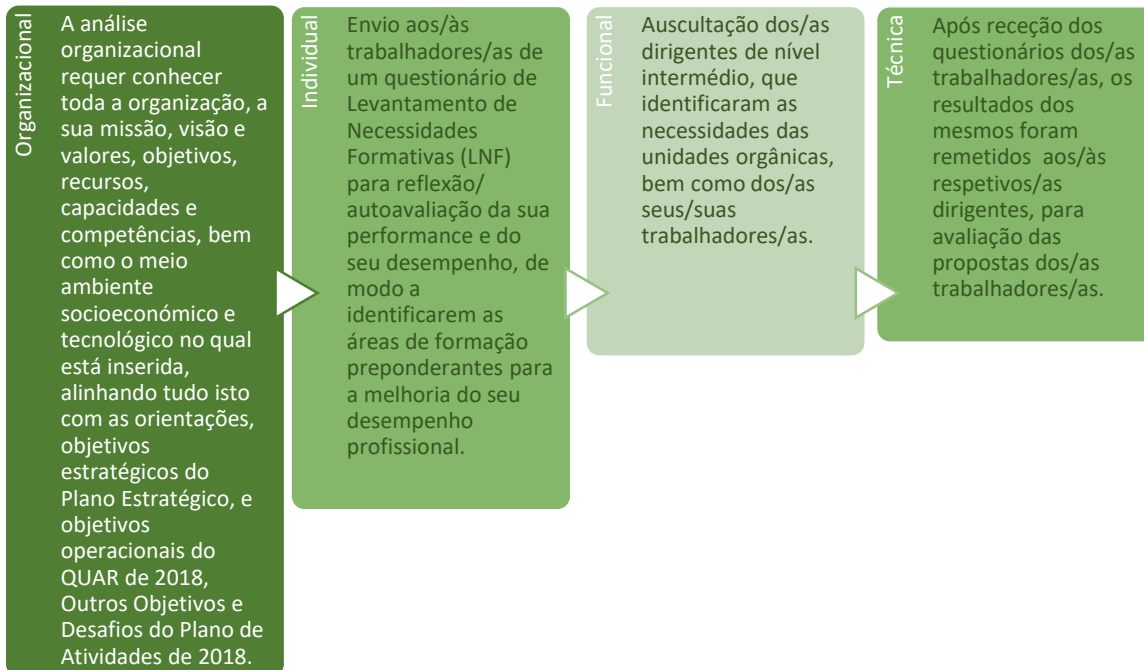 Organizacional
A análise
organizacional
requer conhecer
toda a organização, a
sua missão, visão e
valores, objetivos,
recursos,
capacidades e
competências, bem
como o meio
ambiente
socioeconómico e
tecnológico no qual
está inserida,
alinhando tudo isto
com as orientações,
objetivos
estratégicos do
Plano Estratégico, e
objetivos
operacionais do
QUAR de 2018,
Outros Objetivos e
Desafios do Plano de
Atividades de 2018.
Individual
Envio aos/às
trabalhadores/as de
um questionário de
Levantamento de
Necessidades
Formativas (LNF)
para reflexão/
autoavaliação da sua
performance e do
seu desempenho, de
modo a
identificarem as
áreas de formação
preponderantes para
a melhoria do seu
desempenho
profissional.
Funcional
Auscultação dos/as
dirigentes de nível
intermédio, que
identificaram as
necessidades das
unidades orgânicas,
bem como dos/as
seus/suas
trabalhadores/as.
Técnica
Após receção dos
questionários dos/as
trabalhadores/as, os
resultados dos
mesmos foram
remetidos aos/às
respetivos/as
dirigentes, para
avaliação das
propostas dos/as
trabalhadores/as.